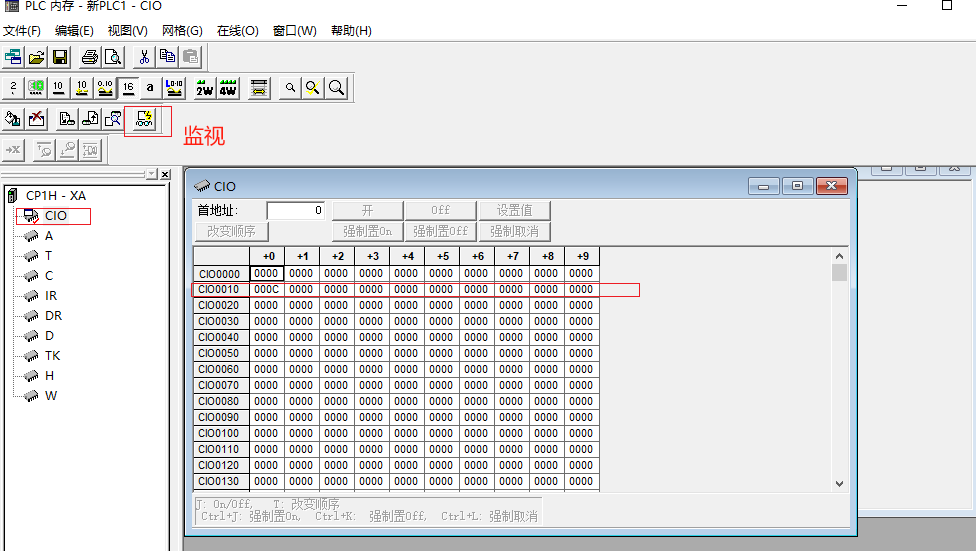 PLC 内存 - 新PLC1 - CIO
文件(F) 编辑(E) 视图(V) 网格(G) 在线(O) 窗口(W) 帮助(H)
2 10 10 0.10 16 a L0-10 2W 4W
监视
CP1H - XA
CIO
A
T
C
IR
DR
D
TK
H
W
CIO
首地址: 0 开 Off 设置值
改变顺序 强制置On 强制置Off 强制取消
+0 +1 +2 +3 +4 +5 +6 +7 +8 +9
CIO0000 0000 0000 0000 0000 0000 0000 0000 0000 0000 0000
CIO0010 000C 0000 0000 0000 0000 0000 0000 0000 0000 0000
CIO0020 0000 0000 0000 0000 0000 0000 0000 0000 0000 0000
CIO0030 0000 0000 0000 0000 0000 0000 0000 0000 0000 0000
CIO0040 0000 0000 0000 0000 0000 0000 0000 0000 0000 0000
CIO0050 0000 0000 0000 0000 0000 0000 0000 0000 0000 0000
CIO0060 0000 0000 0000 0000 0000 0000 0000 0000 0000 0000
CIO0070 0000 0000 0000 0000 0000 0000 0000 0000 0000 0000
CIO0080 0000 0000 0000 0000 0000 0000 0000 0000 0000 0000
CIO0090 0000 0000 0000 0000 0000 0000 0000 0000 0000 0000
CIO0100 0000 0000 0000 0000 0000 0000 0000 0000 0000 0000
CIO0110 0000 0000 0000 0000 0000 0000 0000 0000 0000 0000
CIO0120 0000 0000 0000 0000 0000 0000 0000 0000 0000 0000
CIO0130 0000 0000 0000 0000 0000 0000 0000 0000 0000 0000
J: On/Off, T: 改变顺序
Ctrl+J: 强制置On, Ctrl+K: 强制置Off, Ctrl+L: 强制取消